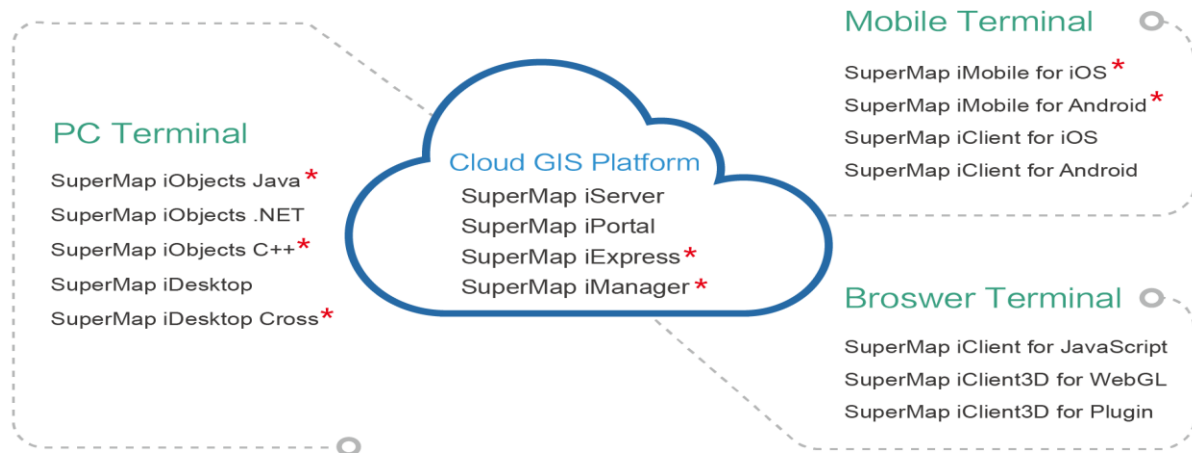 PC Terminal
SuperMap iObjects Java*
SuperMap iObjects .NET
SuperMap iObjects C++*
SuperMap iDesktop
SuperMap iDesktop Cross*
Cloud GIS Platform
SuperMap iServer
SuperMap iPortal
SuperMap iExpress*
SuperMap iManager*
Mobile Terminal
SuperMap iMobile for iOS*
SuperMap iMobile for Android*
SuperMap iClient for iOS
SuperMap iClient for Android
Broswer Terminal
SuperMap iClient for JavaScript
SuperMap iClient3D for WebGL
SuperMap iClient3D for Plugin